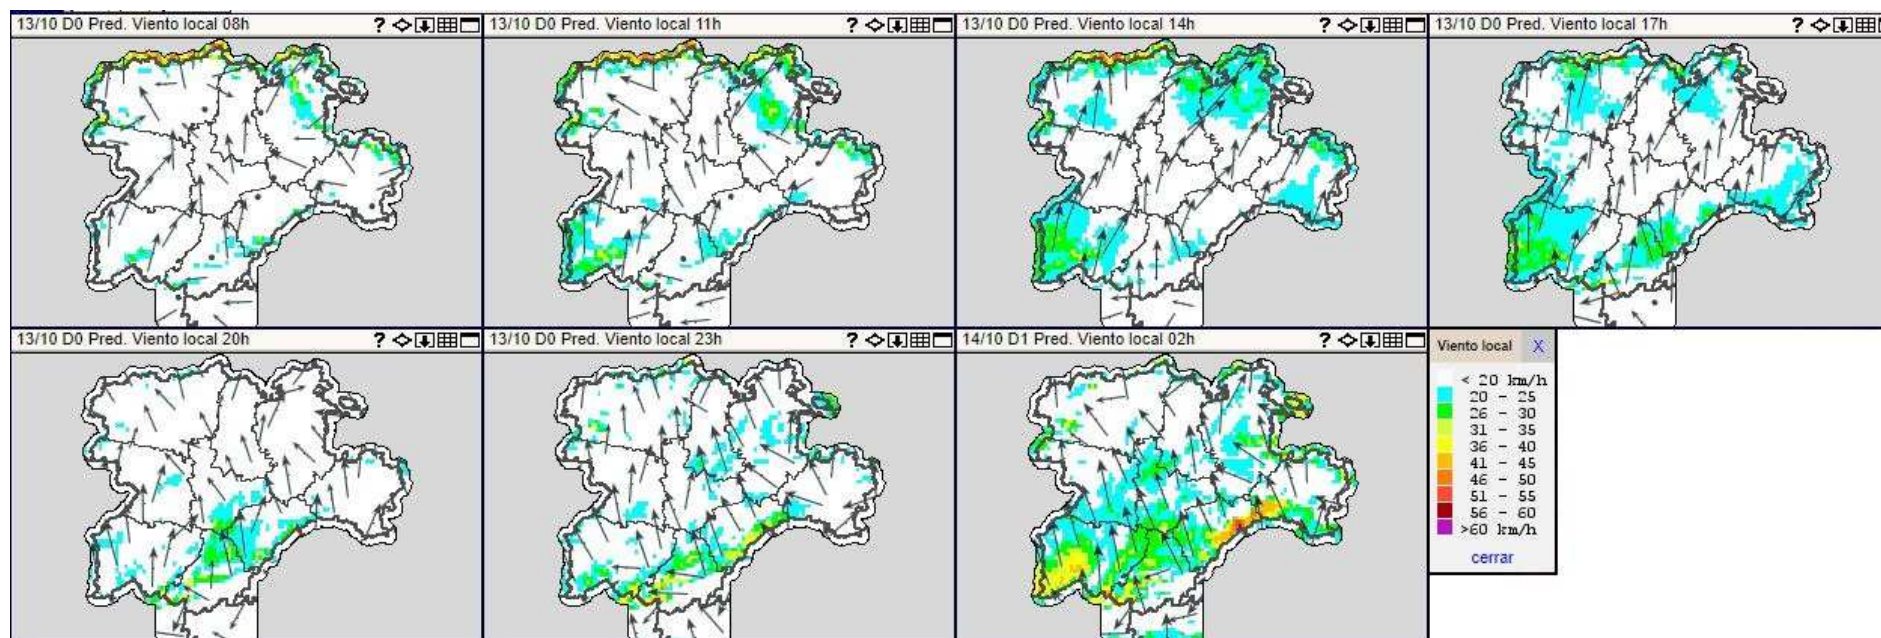 13/10 D0 Pred. Viento local 08h ?
13/10 D0 Pred. Viento local 11h ?
13/10 D0 Pred. Viento local 14h ?
13/10 D0 Pred. Viento local 17h ?
13/10 D0 Pred. Viento local 20h ?
13/10 D0 Pred. Viento local 23h ?
14/10 D1 Pred. Viento local 02h ?
Viento local X
< 20 km/h
20 - 25
26 - 30
31 - 35
36 - 40
41 - 45
46 - 50
51 - 55
56 - 60
>60 km/h
cerrar